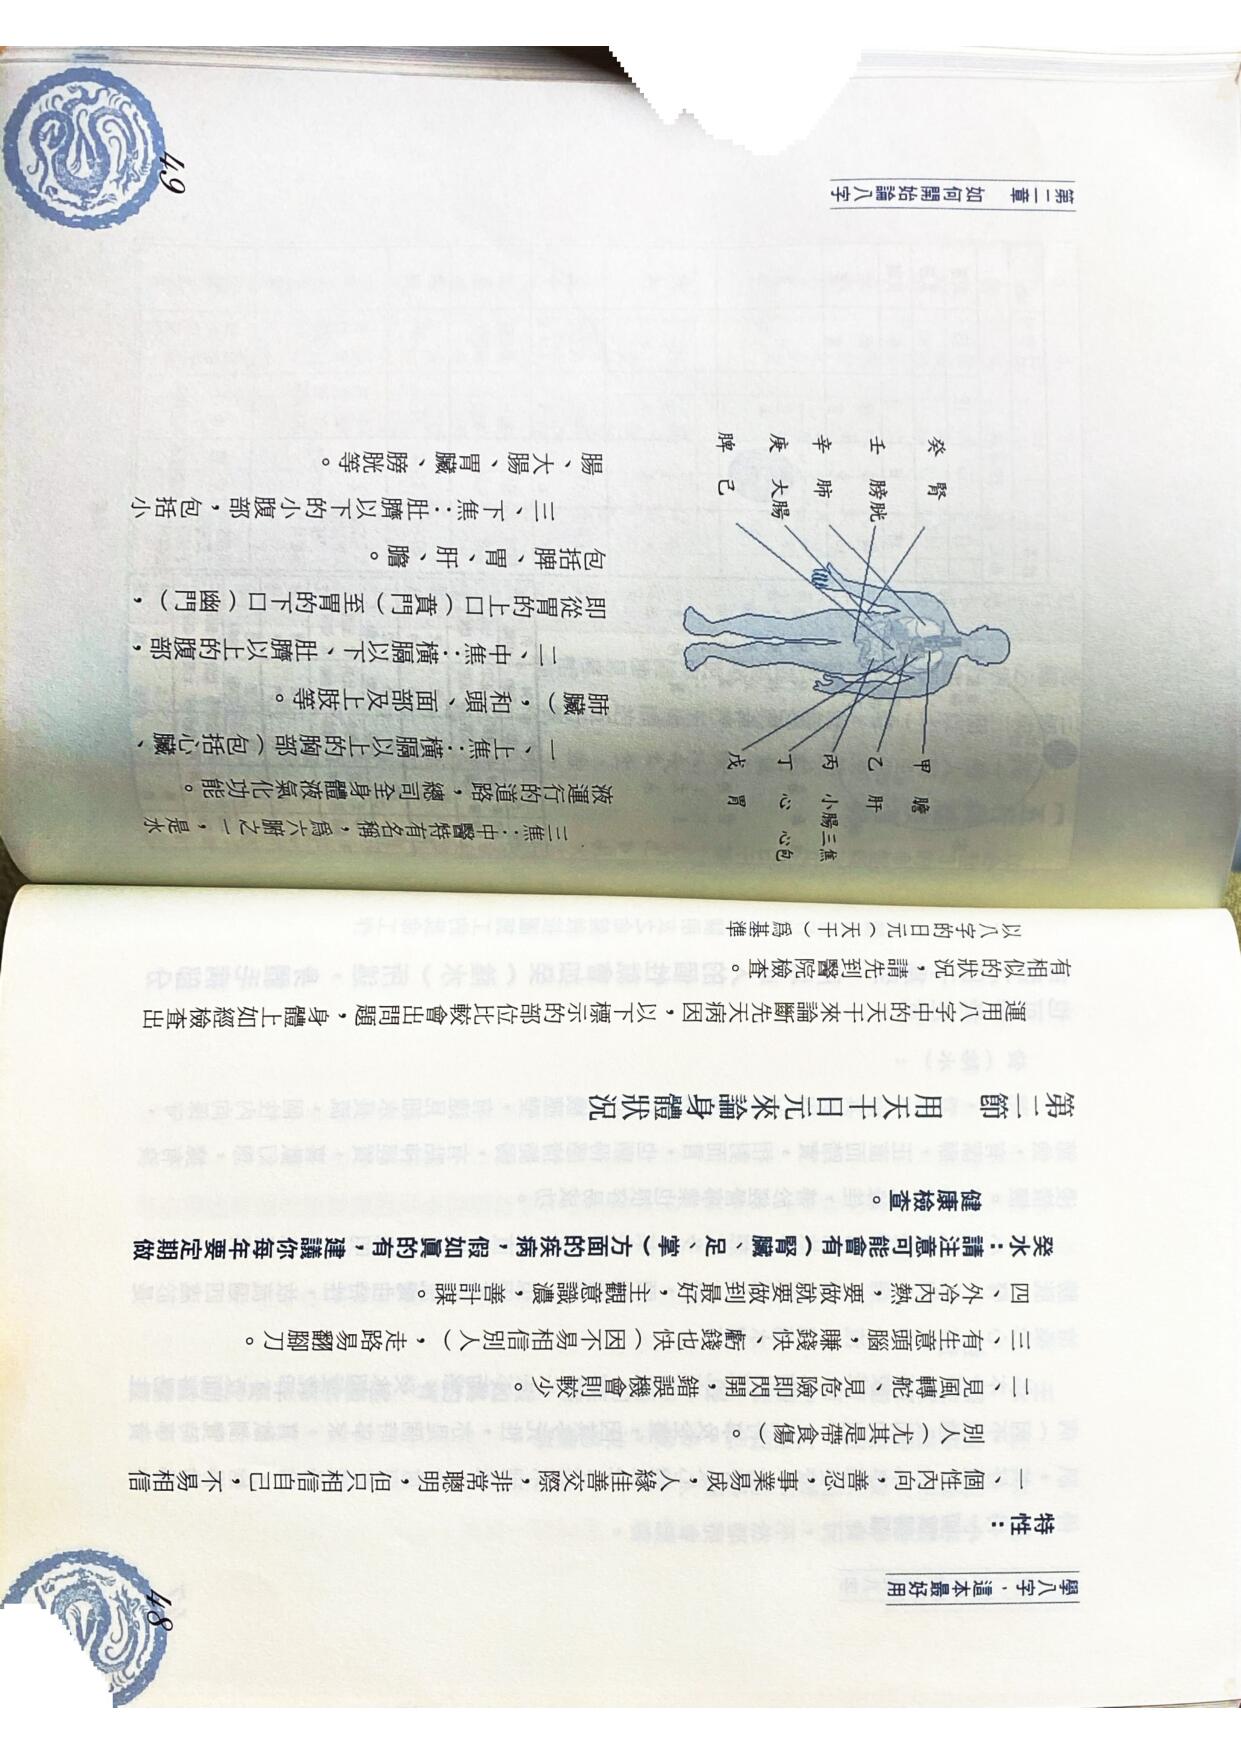 學八字，這本最好用
特性：
一、個性內向，善忍，事業易成，人緣佳善交際，非常聰明，但只相信自己，不易相信
別人（尤其是帶食傷）。
二、見風轉舵、見危險即閃開，錯誤機會則較少。
三、有生意頭腦，賺錢快、虧錢也快（因不易相信別人），走路易翻腳刀。
四、外冷內熱，要做就要做到最好，主觀意識濃，善計謀。
癸水：請注意可能會有（腎臟、足、掌）方面的疾病，假如眞的有，建議你每年要定期做
健康檢查。
第二節　用天干日元來論身體狀況
運用八字中的天干來論斷先天病因，以下標示的部位比較會出問題，身體上如經檢查出
有相似的狀況，請先到醫院檢查。
以八字的日元（天干）爲基準
48
甲　膽
乙　肝
丙　小腸三焦
丁　心　心包
戊　胃
癸　腎
壬　膀胱
辛　肺
庚　大腸
脾　己
三焦：中醫特有名稱，爲六腑之一，是水
液運行的道路，總司全身體液氣化功能。
一、上焦：橫膈以上的胸部（包括心臟、
肺臟），和頭、面部及上肢等。
二、中焦：橫膈以下、肚臍以上的腹部，
即從胃的上口（賁門）至胃的下口（幽門），
包括脾、胃、肝、膽。
三、下焦：肚臍以下的小腹部，包括小
腸、大腸、胃臟、膀胱等。
第二章　如何開始論八字
49